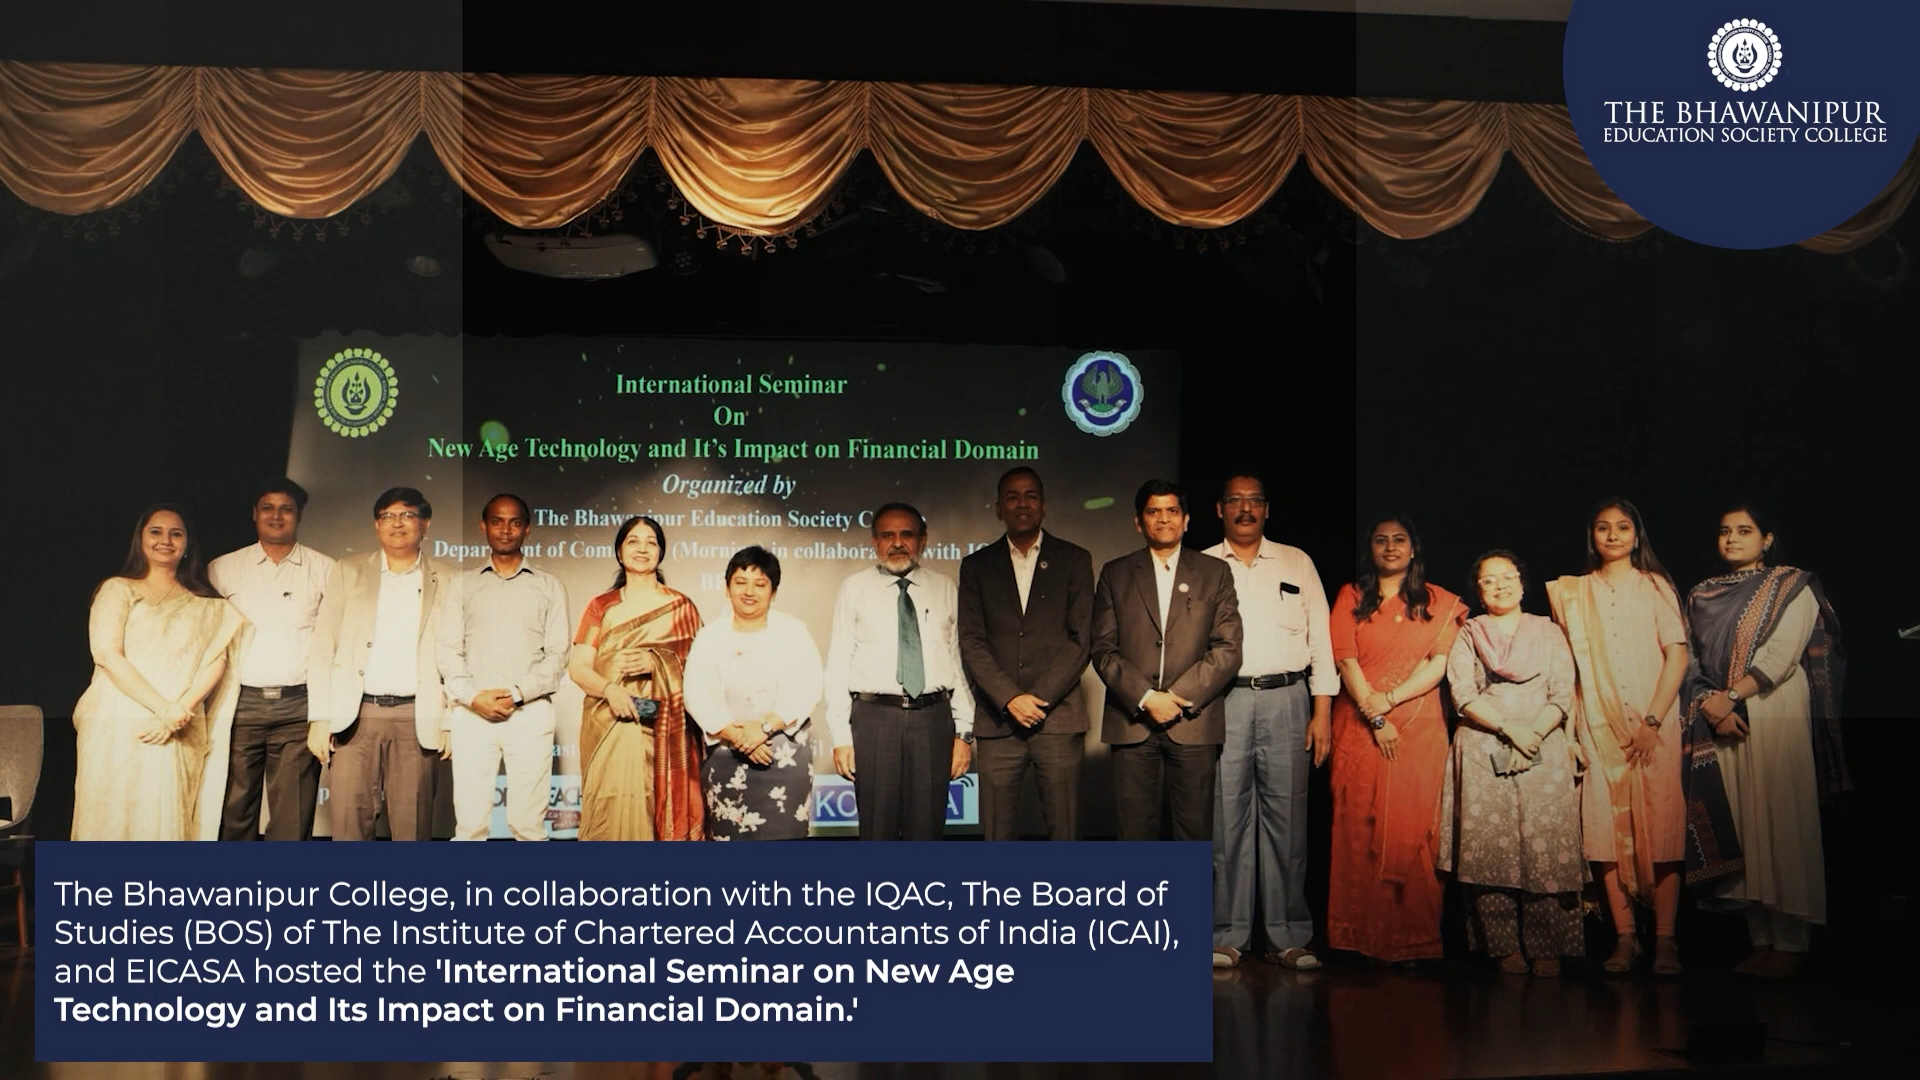 THE BHAWANIPUR
EDUCATION SOCIETY COLLEGE
International Seminar
On
New Age Technology and It's Impact on Financial Domain
Organized by
The Bhawanipur Education Society
(Morning in with
The Bhawanipur College, in collaboration with the IQAC, The Board of
Studies (BOS) of The Institute of Chartered Accountants of India (ICAI),
and EICASA hosted the 'International Seminar on New Age
Technology and Its Impact on Financial Domain.'